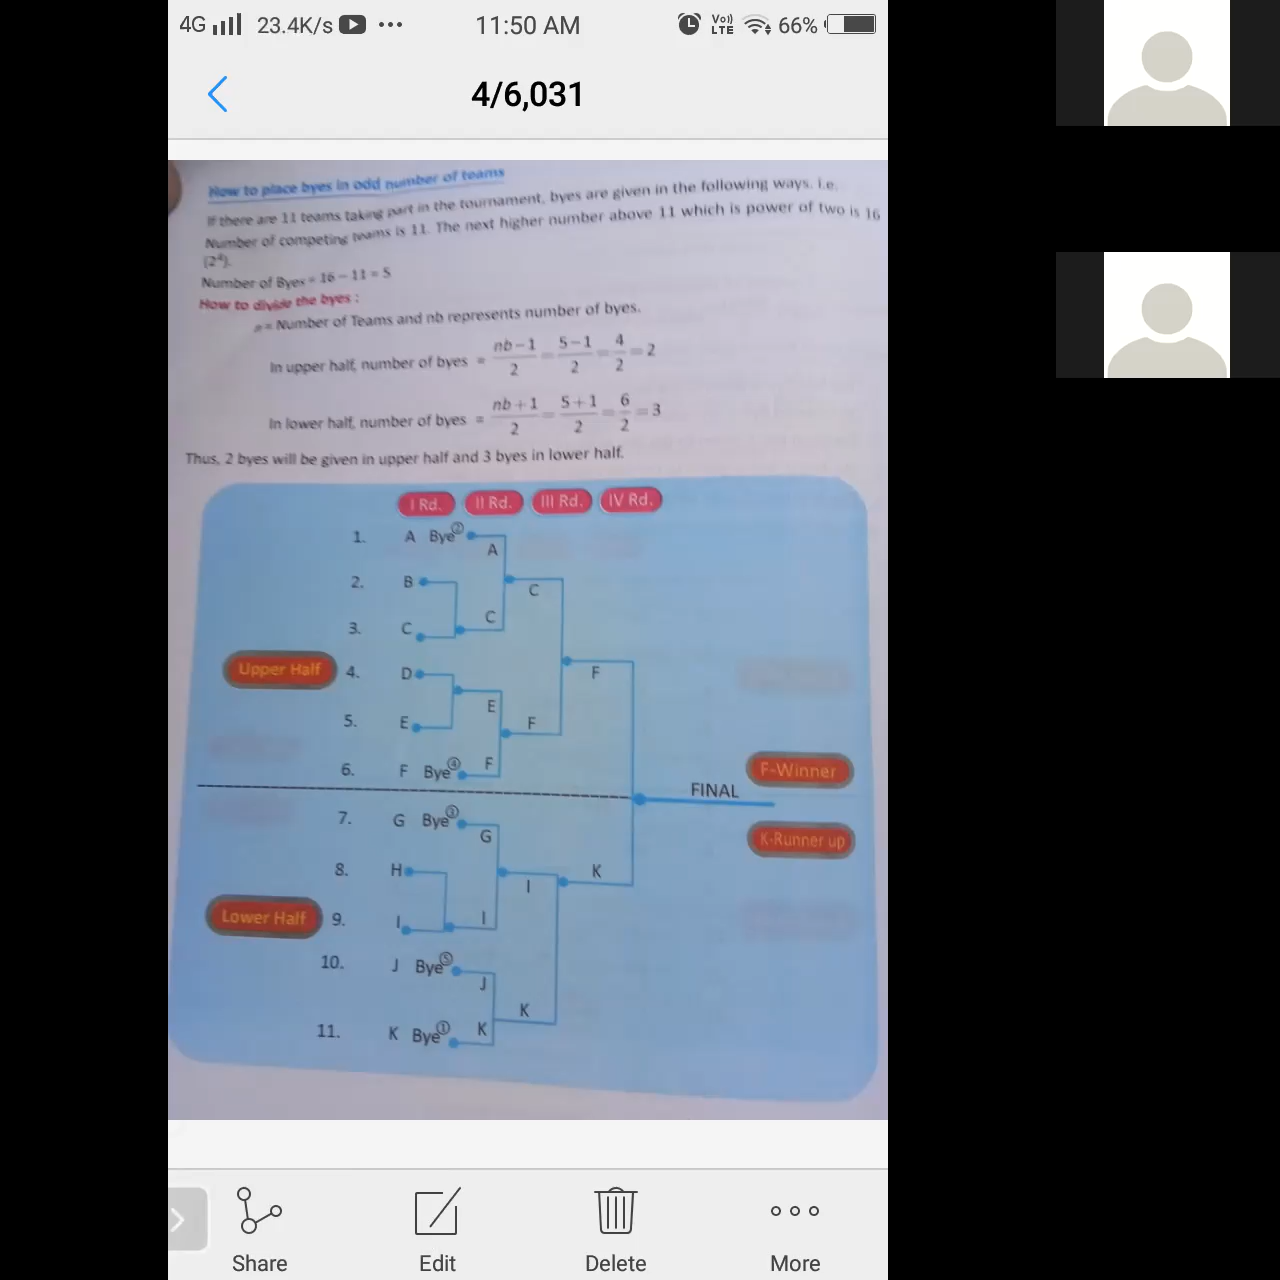 4G 23.4K/s 11:50 AM Vo)) LTE 66%
4/6,031
How to place byes in odd number of teams
If there are 11 teams taking part in the tournament, byes are given in the following ways. i.e.
Number of competing teams is 11. The next higher number above 11 which is power of two is 16
(2⁴).
Number of Byes = 16 – 11 = 5
How to divide the byes :
n = Number of Teams and nb represents number of byes.
In upper half, number of byes = nb – 1 / 2 = 5 – 1 / 2 = 4 / 2 = 2
In lower half, number of byes = nb + 1 / 2 = 5 + 1 / 2 = 6 / 2 = 3
Thus, 2 byes will be given in upper half and 3 byes in lower half.
I Rd. II Rd. III Rd. IV Rd.
1. A Bye②
A
2. B
C
3. C
C
Upper Half
4. D
F
E
5. E
F
6. F Bye④ F
F-Winner
FINAL
7. G Bye③
G
K-Runner up
8. H
K
I
Lower Half
9. I
I
10. J Bye⑤
J
K
11. K Bye① K
Share Edit Delete More